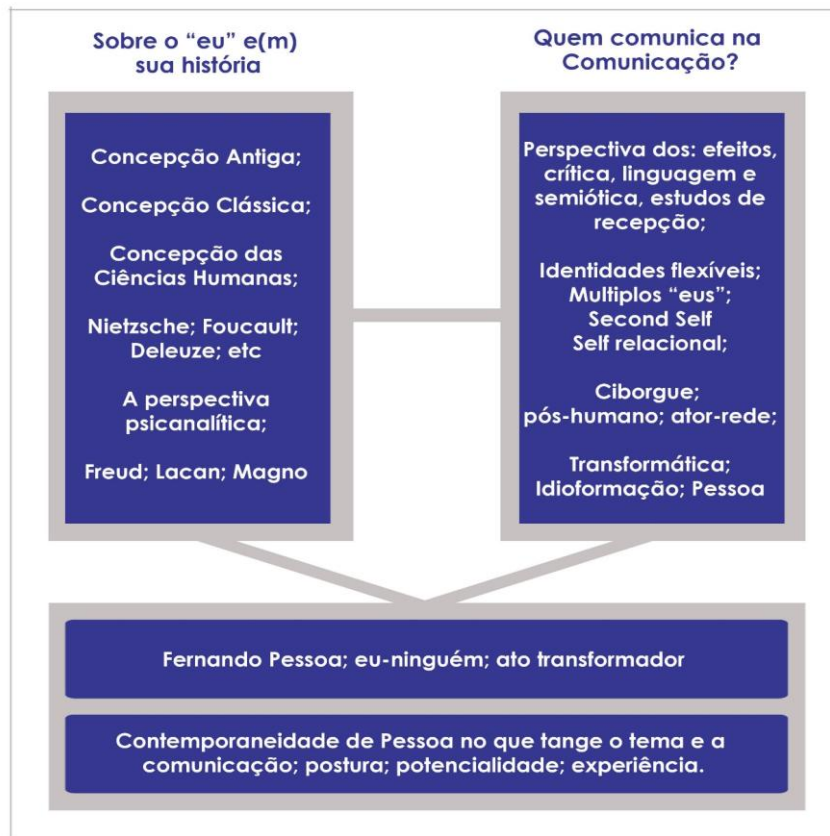 Sobre o “eu” e(m)
sua história
Concepção Antiga;
Concepção Clássica;
Concepção das
Ciências Humanas;
Nietzsche; Foucault;
Deleuze; etc
A perspectiva
psicanalítica;
Freud; Lacan; Magno
Quem comunica na
Comunicação?
Perspectiva dos: efeitos,
crítica, linguagem e
semiótica, estudos de
recepção;
Identidades flexíveis;
Multiplos “eus”;
Second Self
Self relacional;
Ciborgue;
pós-humano; ator-rede;
Transformática;
Idioformação; Pessoa
Fernando Pessoa; eu-ninguém; ato transformador
Contemporaneidade de Pessoa no que tange o tema e a
comunicação; postura; potencialidade; experiência.